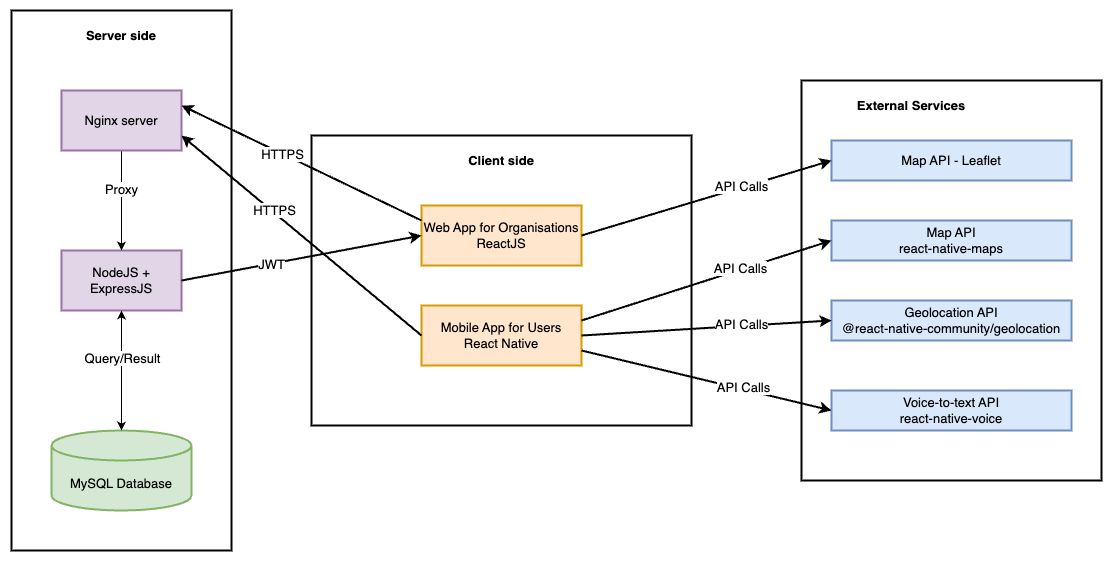 Server side
Nginx server
Proxy
NodeJS +
ExpressJS
Query/Result
MySQL Database
HTTPS
HTTPS
JWT
Client side
Web App for Organisations
ReactJS
Mobile App for Users
React Native
API Calls
API Calls
API Calls
API Calls
External Services
Map API - Leaflet
Map API
react-native-maps
Geolocation API
@react-native-community/geolocation
Voice-to-text API
react-native-voice